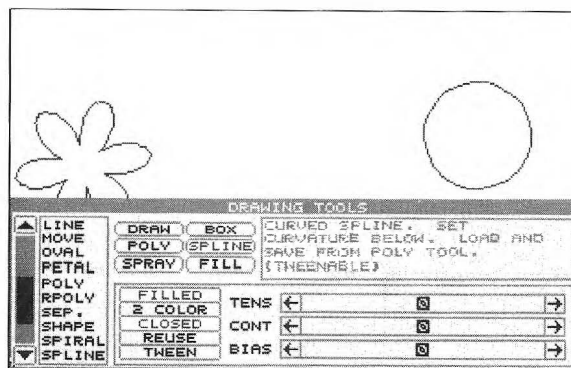 DRAWING TOOLS
LINE
MOVE
OVAL
PETAL
POLY
RPOLY
SEP.
SHAPE
SPIRAL
SPLINE
DRAW BOX
POLY SPLINE
SPRAY FILL
CURVED SPLINE. SET
CURVATURE BELOW. LOAD AND
SAVE FROM POLY TOOL.
(TWEENABLE)
FILLED
2 COLOR
CLOSED
REUSE
TWEEN
TENS
CONT
BIAS